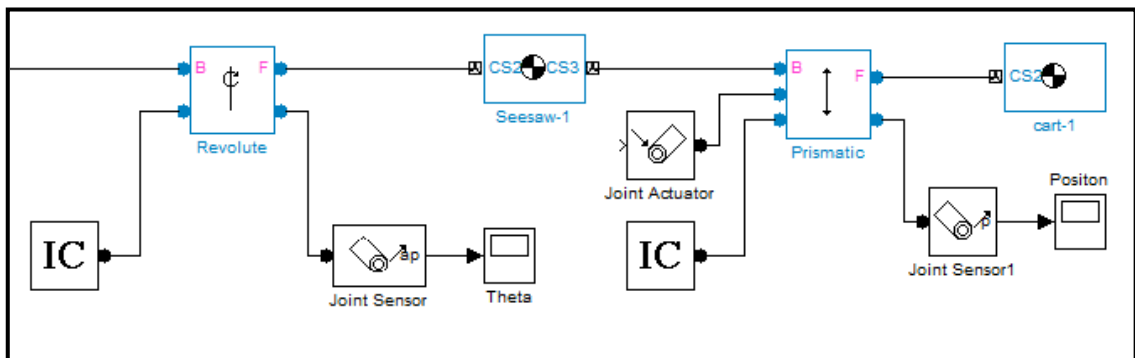 B
F
Revolute
CS2
CS3
Seesaw-1
B
F
Prismatic
CS2
cart-1
Joint Actuator
Positon
IC
ap
Joint Sensor
Theta
IC
p
Joint Sensor1